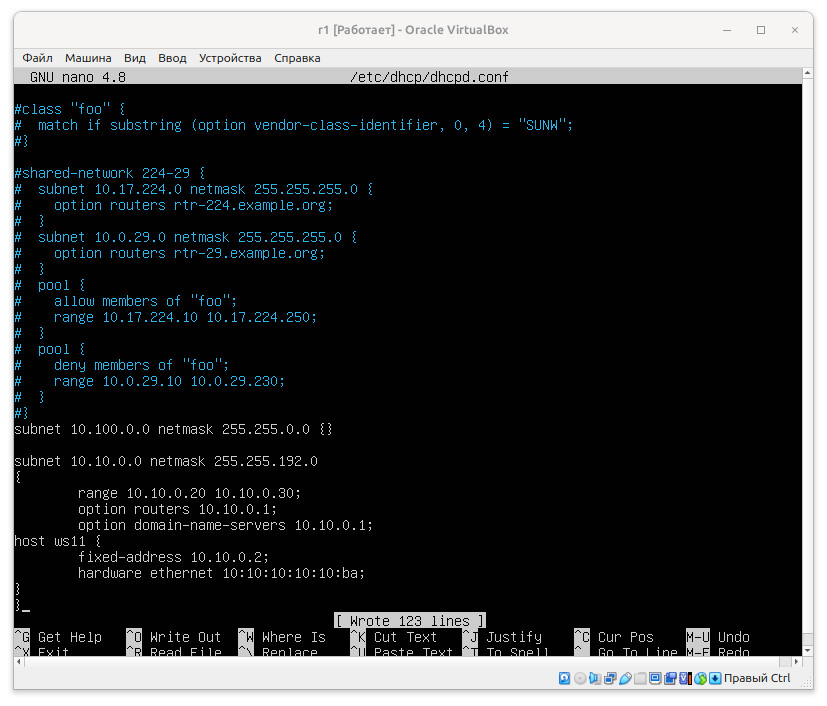 r1 [Работает] - Oracle VirtualBox
Файл Машина Вид Ввод Устройства Справка
GNU nano 4.8 /etc/dhcp/dhcpd.conf
#class "foo" {
#  match if substring (option vendor-class-identifier, 0, 4) = "SUNW";
#}
#shared-network 224-29 {
#  subnet 10.17.224.0 netmask 255.255.255.0 {
#    option routers rtr-224.example.org;
#  }
#  subnet 10.0.29.0 netmask 255.255.255.0 {
#    option routers rtr-29.example.org;
#  }
#  pool {
#    allow members of "foo";
#    range 10.17.224.10 10.17.224.250;
#  }
#  pool {
#    deny members of "foo";
#    range 10.0.29.10 10.0.29.230;
#  }
#}
subnet 10.100.0.0 netmask 255.255.0.0 {}
subnet 10.10.0.0 netmask 255.255.192.0
{
        range 10.10.0.20 10.10.0.30;
        option routers 10.10.0.1;
        option domain-name-servers 10.10.0.1;
host ws11 {
        fixed-address 10.10.0.2;
        hardware ethernet 10:10:10:10:10:ba;
}
}_
[ Wrote 123 lines ]
^G Get Help ^O Write Out ^W Where Is ^K Cut Text ^J Justify ^C Cur Pos M-U Undo
^X Exit ^R Read File ^\ Replace ^U Paste Text ^T To Spell ^_ Go To Line M-E Redo
Правый Ctrl